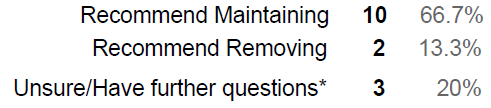 Recommend Maintaining 10 66.7%
Recommend Removing 2 13.3%
Unsure/Have further questions* 3 20%